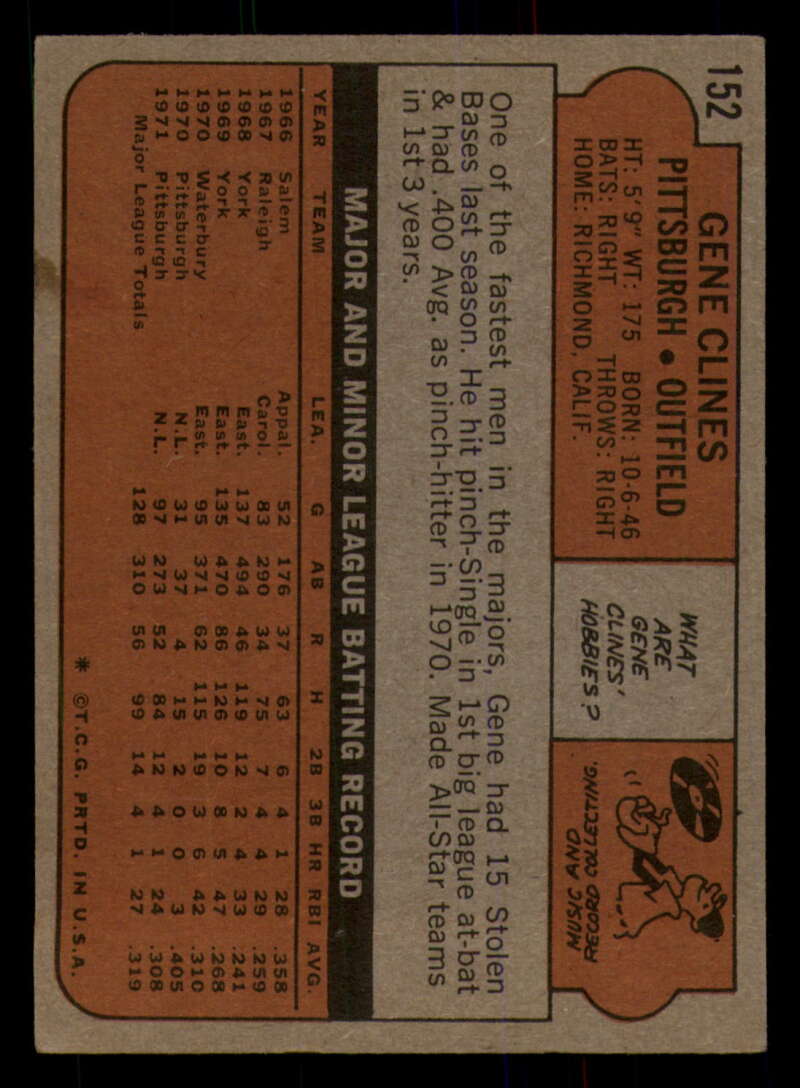 152
GENE CLINES
PITTSBURGH • OUTFIELD
HT: 5'9" WT: 175 BORN: 10-6-46
BATS: RIGHT THROWS: RIGHT
HOME: RICHMOND, CALIF.
WHAT
ARE
GENE
CLINES'
HOBBIES?
MUSIC AND
RECORD COLLECTING.
One of the fastest men in the majors, Gene had 15 Stolen
Bases last season. He hit pinch-Single in 1st big league at-bat
& had .400 Avg. as pinch-hitter in 1970. Made All-Star teams
in 1st 3 years.
MAJOR AND MINOR LEAGUE BATTING RECORD
YEAR TEAM LEA. G AB R H 2B 3B HR RBI AVG.
1966 Salem Appal. 52 176 37 63 6 4 1 28 .358
1967 Raleigh Carol. 83 290 34 75 7 4 4 29 .259
1968 York East. 137 494 46 119 12 2 4 33 .241
1969 York East. 135 470 86 126 10 8 5 47 .268
1970 Waterbury East. 95 371 62 115 19 3 6 42 .310
1970 Pittsburgh N.L. 31 37 4 15 2 0 0 3 .405
1971 Pittsburgh N.L. 97 273 52 84 12 4 1 24 .308
Major League Totals 128 310 56 99 14 4 1 27 .319
* ©T.C.G. PRTD. IN U.S.A.